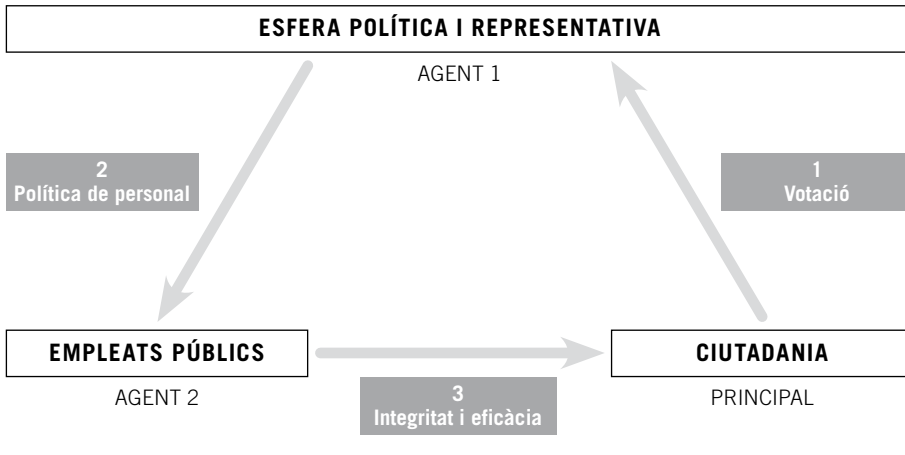 ESFERA POLÍTICA I REPRESENTATIVA
AGENT 1
2
Política de personal
1
Votació
EMPLEATS PÚBLICS
AGENT 2
3
Integritat i eficàcia
CIUTADANIA
PRINCIPAL